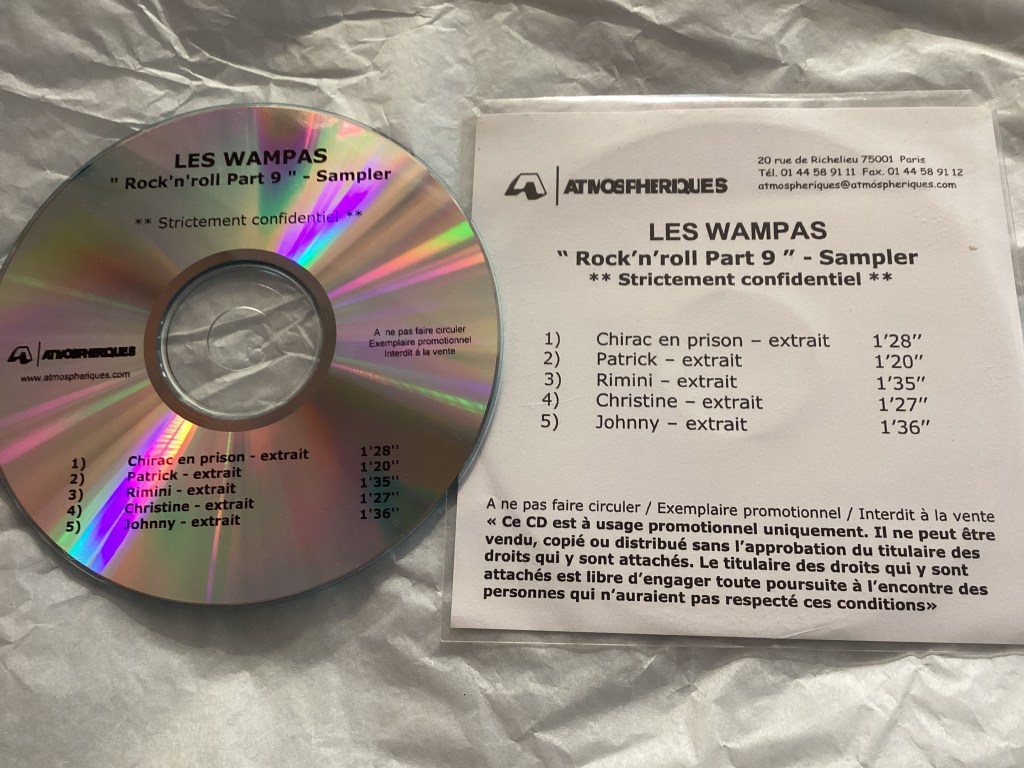 LES WAMPAS
" Rock'n'roll Part 9 " - Sampler
** Strictement confidentiel **
ATMOSPHERIQUES
www.atmospheriques.com
A ne pas faire circuler
Exemplaire promotionnel
Interdit à la vente
1) Chirac en prison - extrait 1'28''
2) Patrick - extrait 1'20''
3) Rimini - extrait 1'35''
4) Christine - extrait 1'27''
5) Johnny - extrait 1'36''
ATMOSPHERIQUES
20 rue de Richelieu 75001 Paris
Tél. 01 44 58 91 11 Fax. 01 44 58 91 12
atmospheriques@atmospheriques.com
LES WAMPAS
“ Rock’n’roll Part 9 ” - Sampler
** Strictement confidentiel **
1) Chirac en prison – extrait 1’28”
2) Patrick – extrait 1’20”
3) Rimini – extrait 1’35”
4) Christine – extrait 1’27”
5) Johnny – extrait 1’36”
A ne pas faire circuler / Exemplaire promotionnel / Interdit à la vente
« Ce CD est à usage promotionnel uniquement. Il ne peut être
vendu, copié ou distribué sans l’approbation du titulaire des
droits qui y sont attachés. Le titulaire des droits qui y sont
attachés est libre d’engager toute poursuite à l’encontre des
personnes qui n’auraient pas respecté ces conditions»